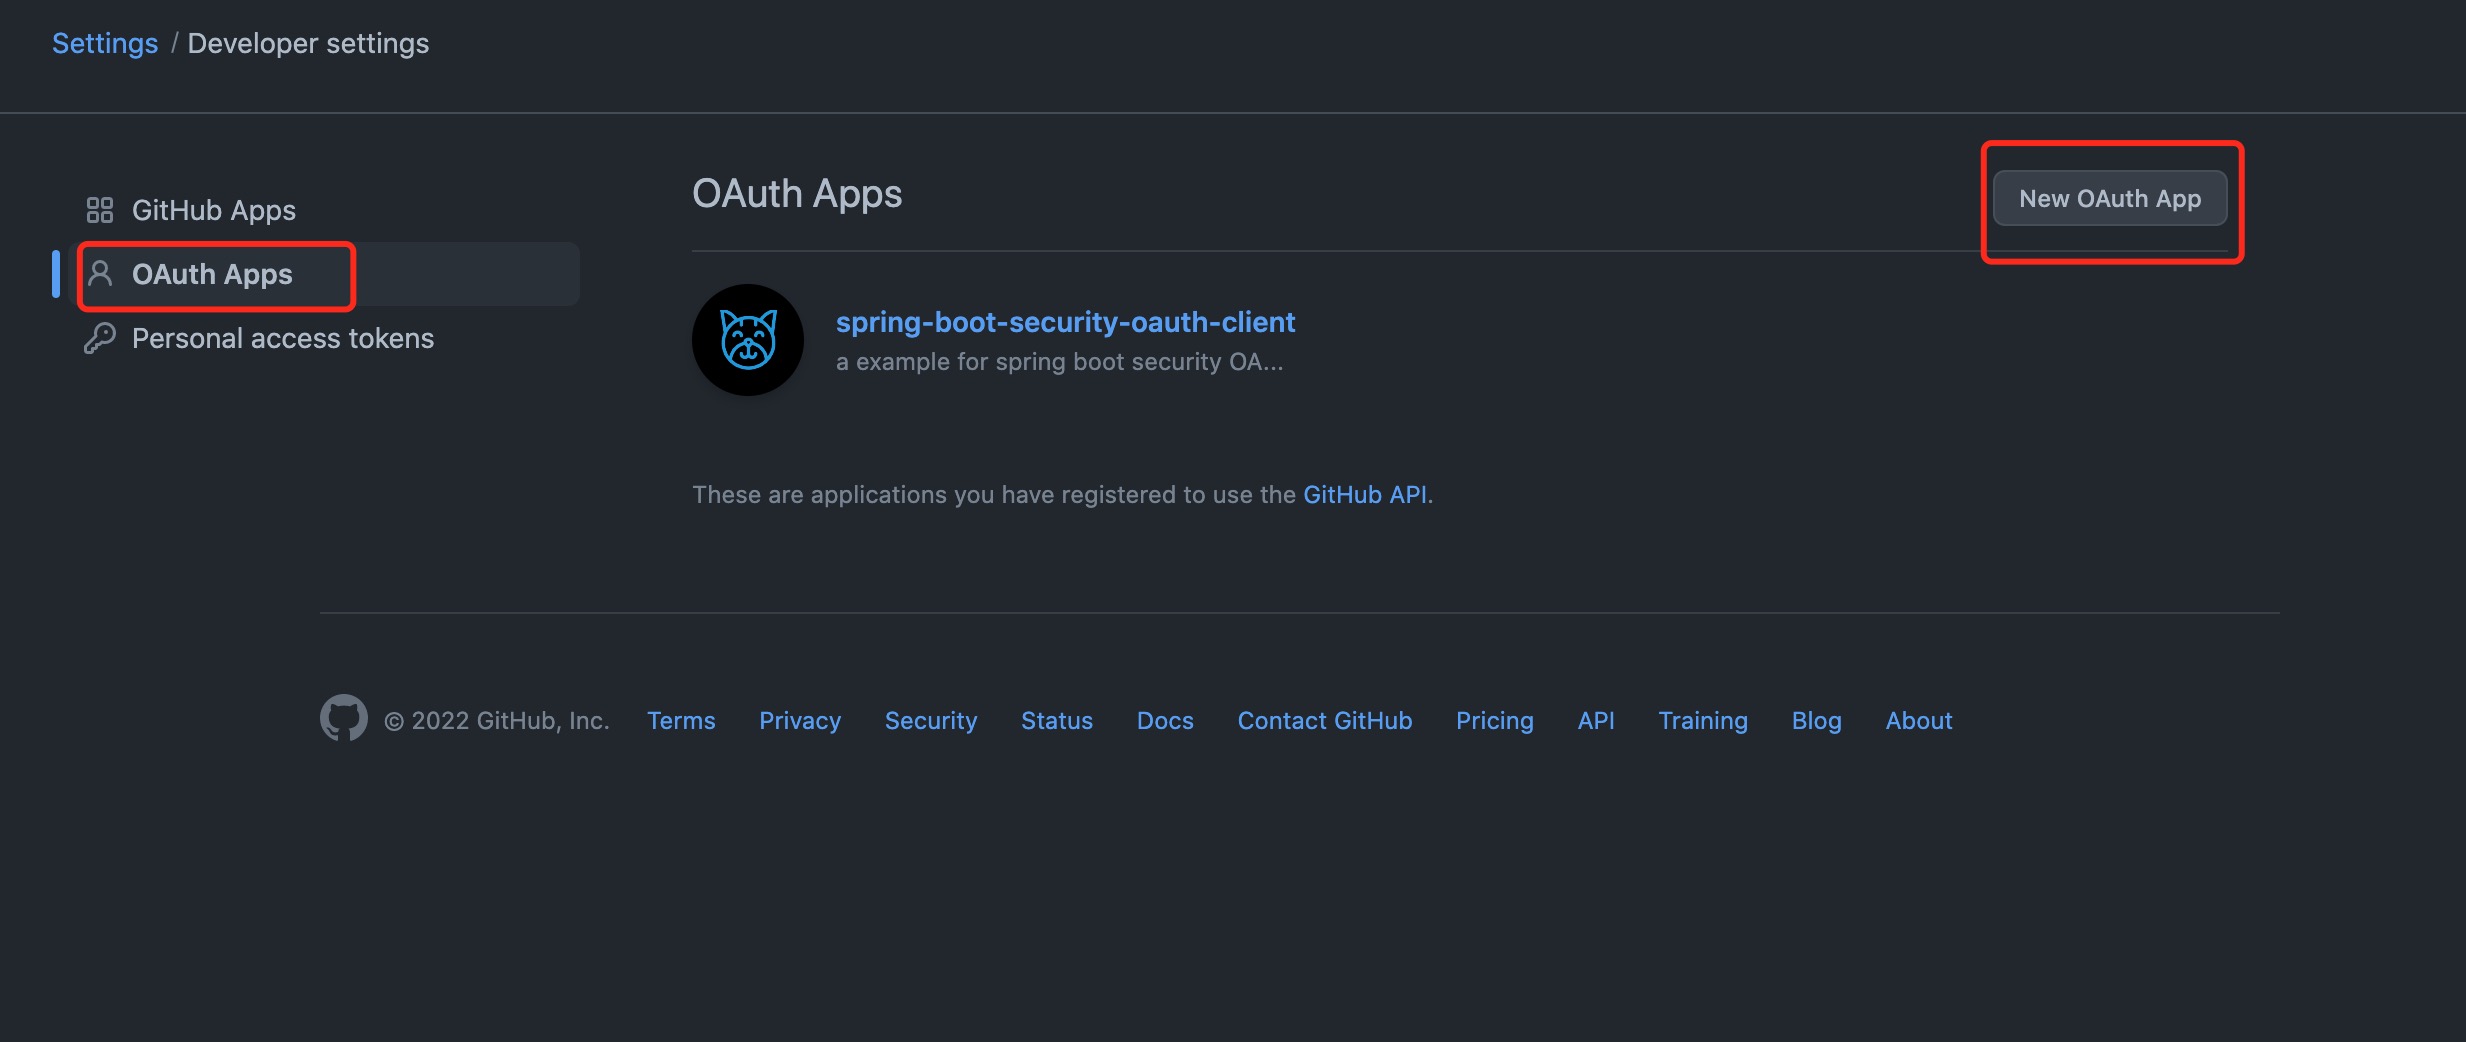 Settings / Developer settings
GitHub Apps
OAuth Apps
Personal access tokens
OAuth Apps
New OAuth App
spring-boot-security-oauth-client
a example for spring boot security OA...
These are applications you have registered to use the GitHub API.
© 2022 GitHub, Inc. Terms Privacy Security Status Docs Contact GitHub Pricing API Training Blog About